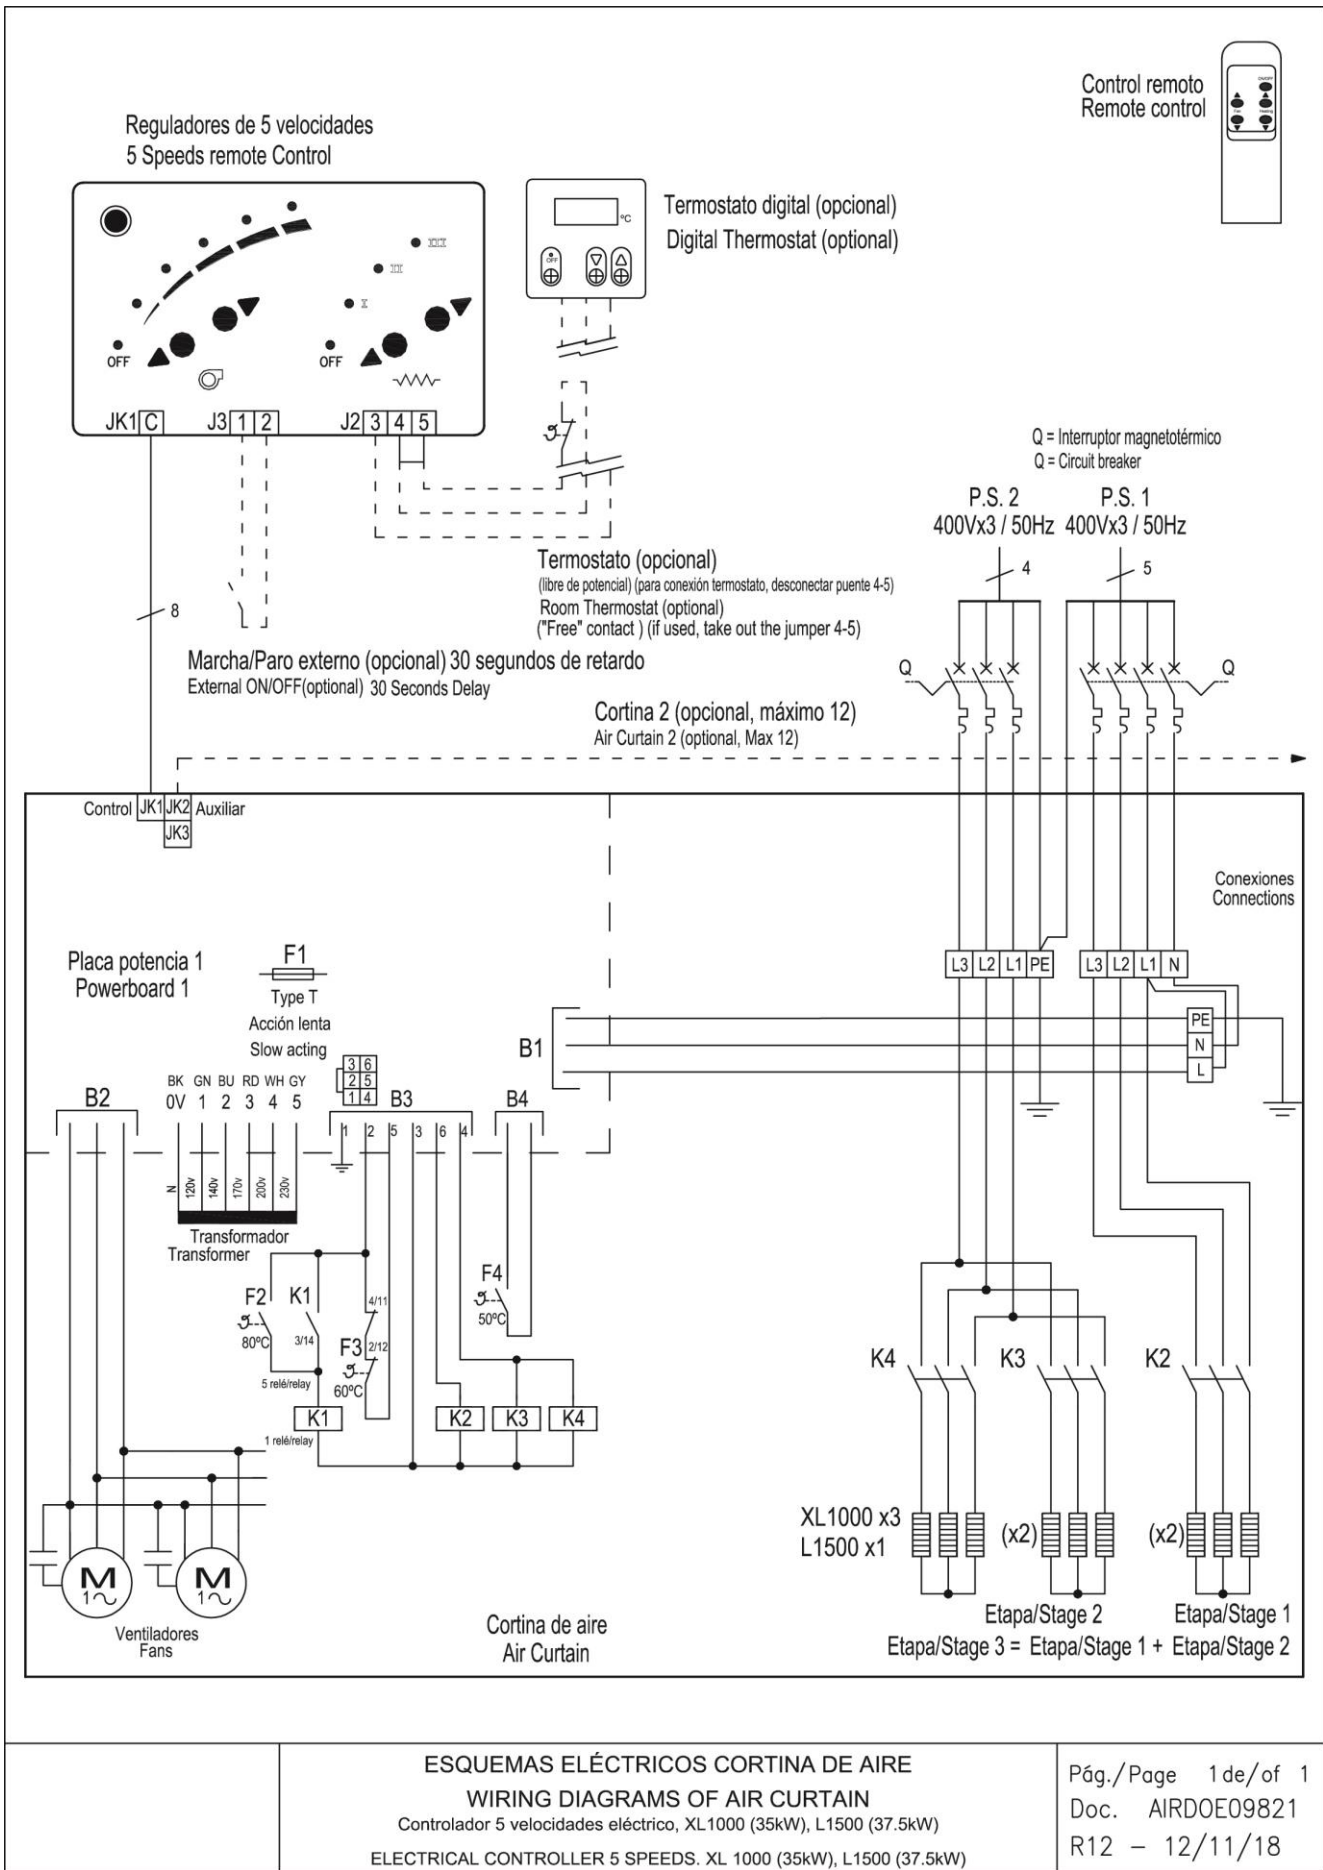 Control remoto
Remote control
ON/OFF
Fan
Heating
Reguladores de 5 velocidades
5 Speeds remote Control
I
II
III
OFF
OFF
JK1 C
J3 1 2
J2 3 4 5
ºC
OFF
Termostato digital (opcional)
Digital Thermostat (optional)
Q = Interruptor magnetotérmico
Q = Circuit breaker
P.S. 2
400Vx3 / 50Hz
P.S. 1
400Vx3 / 50Hz
4
5
8
Termostato (opcional)
(libre de potencial) (para conexión termostato, desconectar puente 4-5)
Room Thermostat (optional)
("Free" contact ) (if used, take out the jumper 4-5)
Marcha/Paro externo (opcional) 30 segundos de retardo
External ON/OFF(optional) 30 Seconds Delay
Q
Q
Cortina 2 (opcional, máximo 12)
Air Curtain 2 (optional, Max 12)
Control JK1 JK2 Auxiliar
JK3
Conexiones
Connections
L3 L2 L1 PE
L3 L2 L1 N
PE
N
L
Placa potencia 1
Powerboard 1
F1
Type T
Acción lenta
Slow acting
3 6
2 5
1 4
B1
B2
BK GN BU RD WH GY
0V 1 2 3 4 5
B3
1 2 5 3 6 4
B4
N 120v 140v 170v 200v 230v
Transformador
Transformer
F2
80ºC
K1
3/14
4/11
F3
2/12
60ºC
F4
50ºC
5 relé/relay
K1
1 relé/relay
K2
K3
K4
K4
K3
K2
XL1000 x3
L1500 x1
(x2)
(x2)
M
1
M
1
Ventiladores
Fans
Cortina de aire
Air Curtain
Etapa/Stage 2
Etapa/Stage 1
Etapa/Stage 3 = Etapa/Stage 1 + Etapa/Stage 2
ESQUEMAS ELÉCTRICOS CORTINA DE AIRE
WIRING DIAGRAMS OF AIR CURTAIN
Controlador 5 velocidades eléctrico, XL1000 (35kW), L1500 (37.5kW)
ELECTRICAL CONTROLLER 5 SPEEDS. XL 1000 (35kW), L1500 (37.5kW)
Pág./Page 1 de/of 1
Doc. AIRDOE09821
R12 - 12/11/18